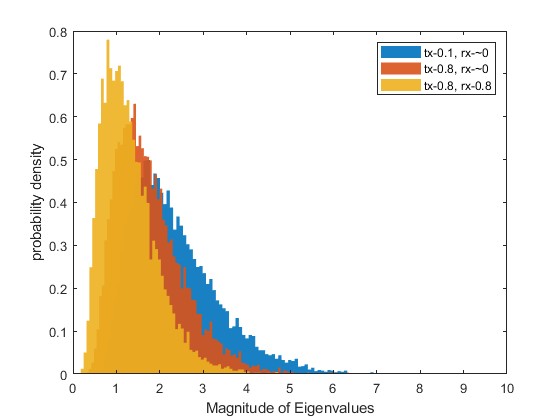 0.8
0.7
0.6
0.5
0.4
0.3
0.2
0.1
0
probability density
tx-0.1, rx-~0
tx-0.8, rx-~0
tx-0.8, rx-0.8
0 1 2 3 4 5 6 7 8 9 10
Magnitude of Eigenvalues